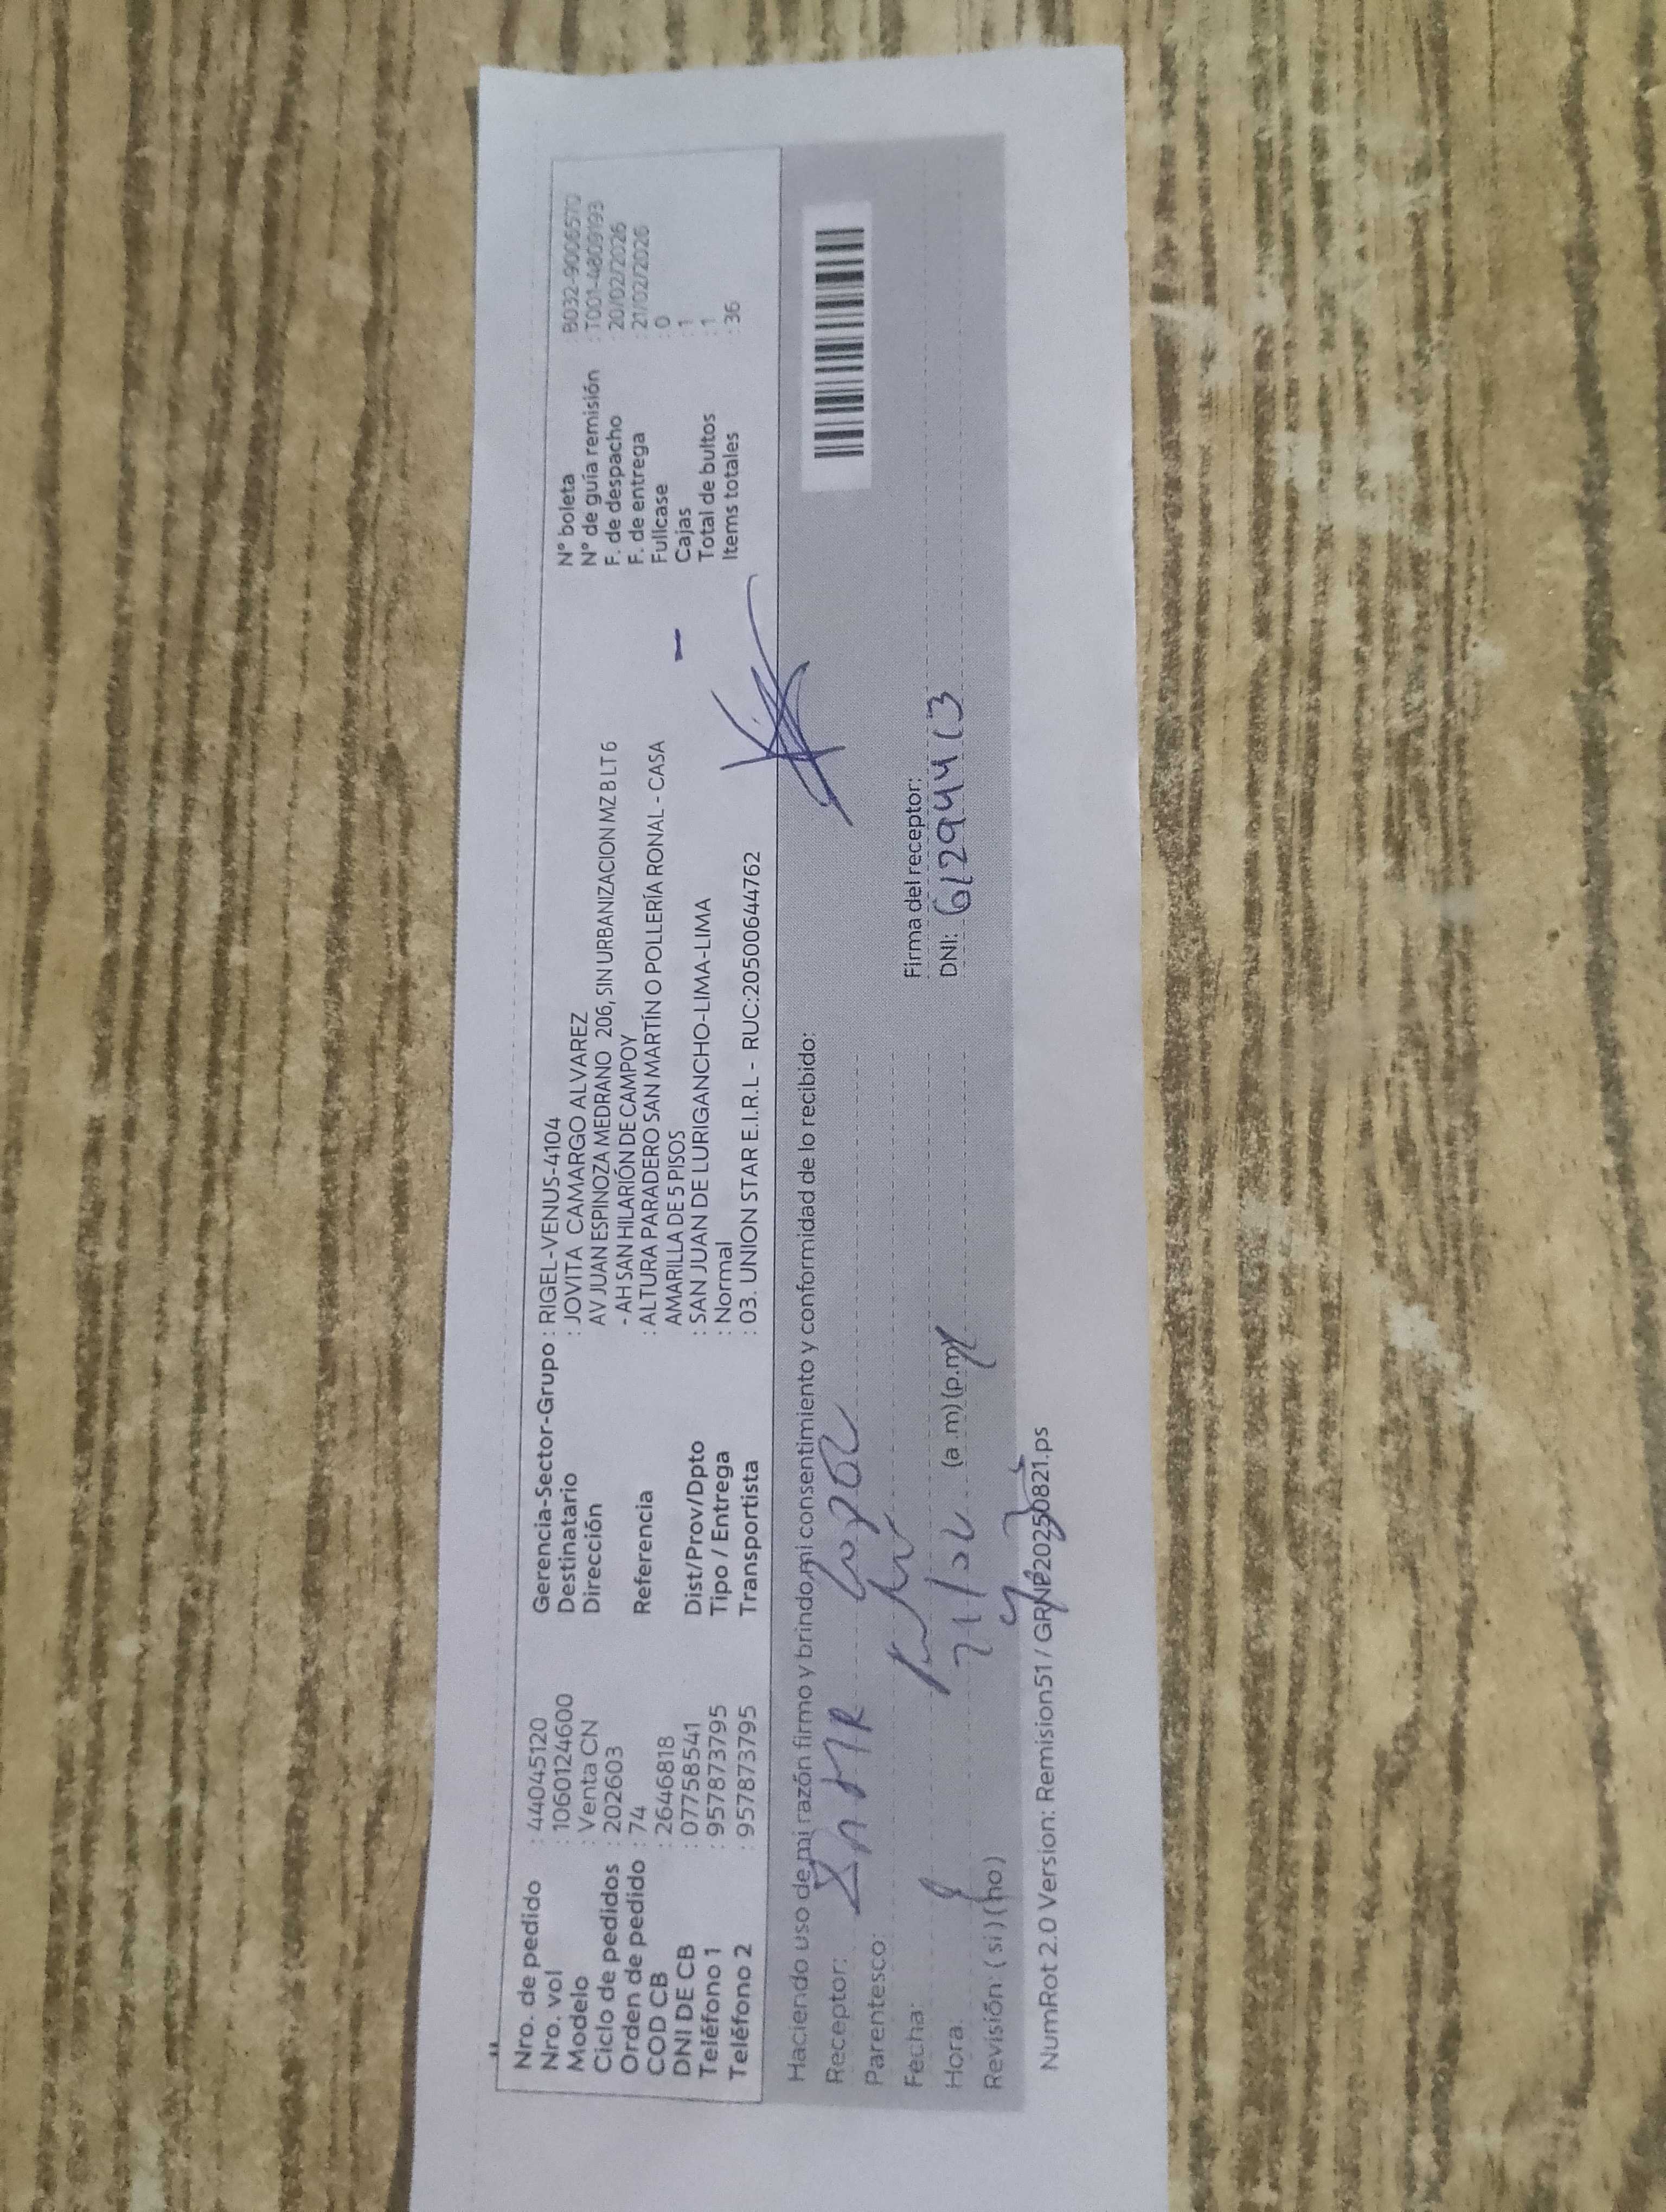 Nro. de pedido : 44045120
Nro. vol : 1060124600
Modelo : Venta CN
Ciclo de pedidos : 202603
Orden de pedido : 74
COD CB : 2646818
DNI DE CB : 07758541
Teléfono 1 : 957873795
Teléfono 2 : 957873795
Gerencia-Sector-Grupo : RIGEL-VENUS-4104
Destinatario : JOVITA CAMARGO ALVAREZ
Dirección AV JUAN ESPINOZA MEDRANO 206, SIN URBANIZACION MZ B LT 6
- AH SAN HILARIÓN DE CAMPOY
Referencia : ALTURA PARADERO SAN MARTÍN O POLLERÍA RONAL - CASA
AMARILLA DE 5 PISOS
Dist/Prov/Dpto : SAN JUAN DE LURIGANCHO-LIMA-LIMA
Tipo / Entrega : Normal
Transportista : 03. UNION STAR E.I.R.L - RUC:20500644762
N° boleta : B032-9006570
N° de guía remisión : T001-4809193
F. de despacho : 20/02/2026
F. de entrega : 21/02/2026
Fullcase : 0
Cajas : 1
Total de bultos : 1
Items totales : 36
Haciendo uso de mi razón firmo y brindo mi consentimiento y conformidad de lo recibido:
Receptor:
Parentesco:
Fecha: 21/02
Hora: (a.m) (p.m)
Revisión: (si) (no)
Firma del receptor:
DNI: 61294413
NumRot 2.0 Version: Remision51 / GRNP20250821.ps